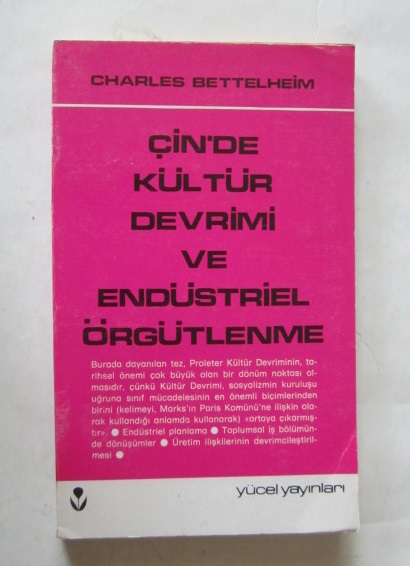 CHARLES BETTELHEİM
ÇİN'DE
KÜLTÜR
DEVRİMİ
VE
ENDÜSTRİEL
ÖRGÜTLENME
Burada dayanılan tez, Proleter Kültür Devriminin, ta-
rihsel önemi çok büyük olan bir dönüm noktası ol-
masıdır, çünkü Kültür Devrimi, sosyalizmin kuruluşu
uğruna sınıf mücadelesinin en önemli biçimlerinden
birini (kelimeyi, Marks'ın Paris Komünü'ne ilişkin ola-
rak kullandığı anlamda kullanarak) «ortaya çıkarmış-
tır». ● Endüstriel planlama ● Toplumsal iş bölümün-
de dönüşümler ● Üretim ilişkilerinin devrimcileştiril-
mesi ●
yücel yayınları